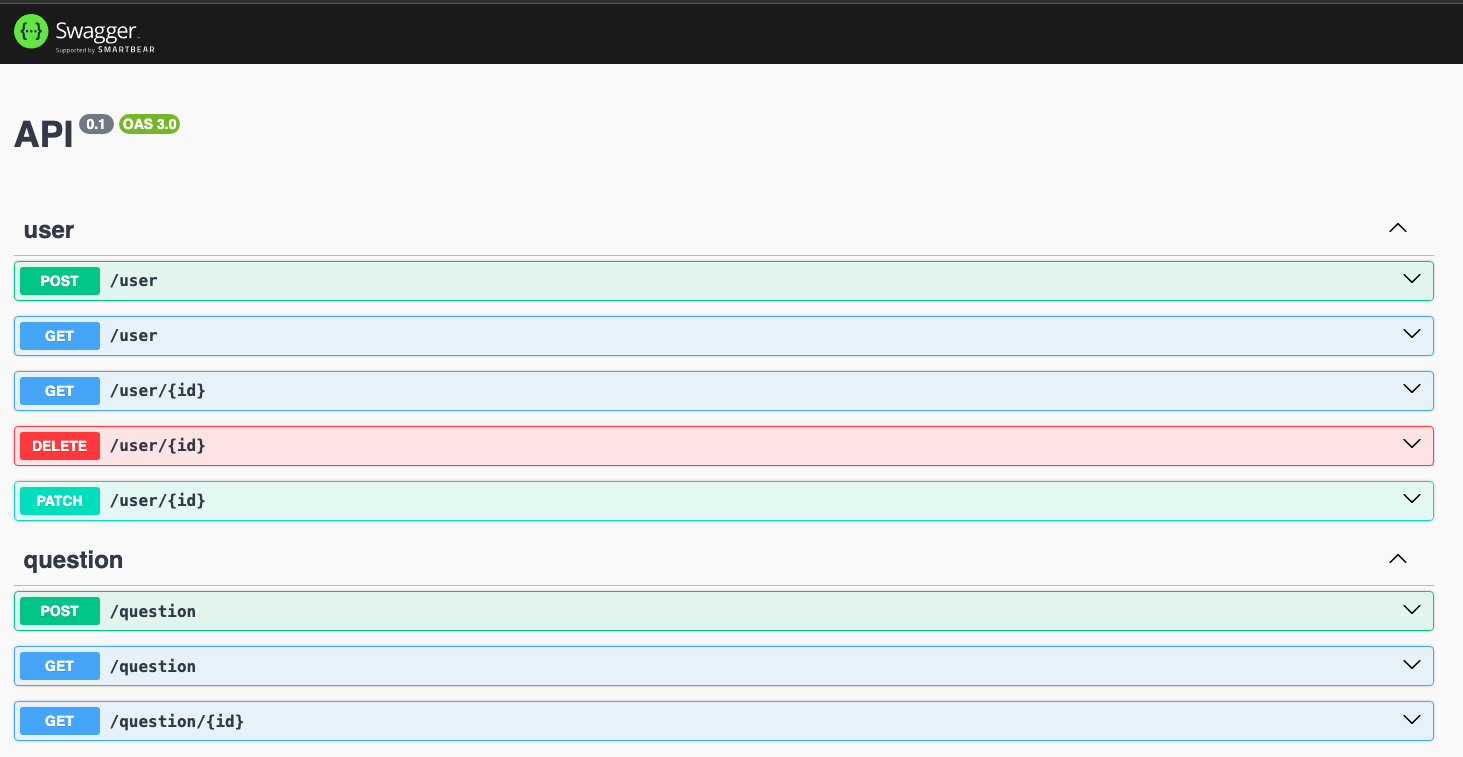 {...} Swagger
Supported by SMARTBEAR
API 0.1 OAS 3.0
user
POST /user
GET /user
GET /user/{id}
DELETE /user/{id}
PATCH /user/{id}
question
POST /question
GET /question
GET /question/{id}